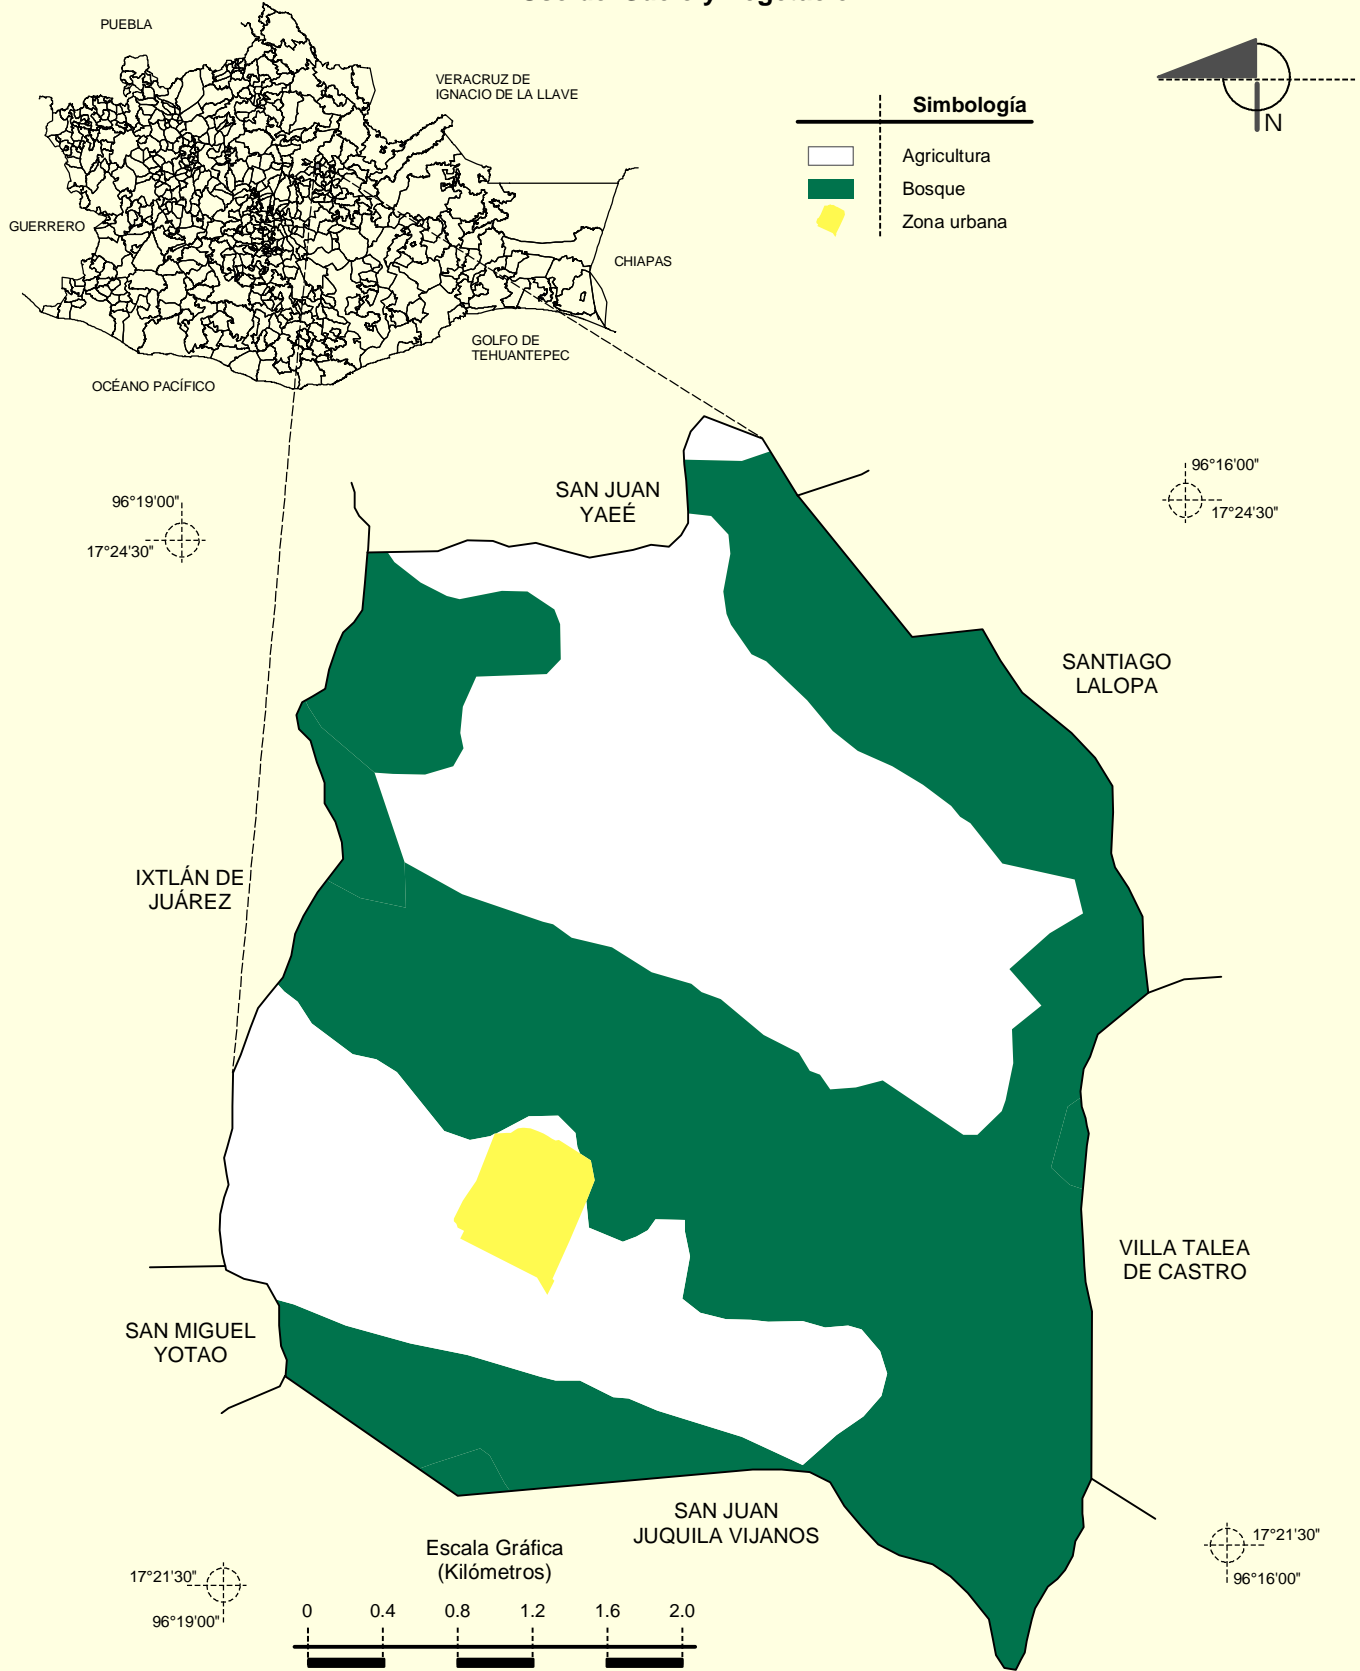 PUEBLA
VERACRUZ DE
IGNACIO DE LA LLAVE
GUERRERO
CHIAPAS
GOLFO DE
TEHUANTEPEC
OCÉANO PACÍFICO
Simbología
Agricultura
Bosque
Zona urbana
N
96°19'00"
17°24'30"
96°16'00"
17°24'30"
SAN JUAN
YAEÉ
SANTIAGO
LALOPA
IXTLÁN DE
JUÁREZ
VILLA TALEA
DE CASTRO
SAN MIGUEL
YOTAO
SAN JUAN
JUQUILA VIJANOS
17°21'30"
96°19'00"
17°21'30"
96°16'00"
Escala Gráfica
(Kilómetros)
0 0.4 0.8 1.2 1.6 2.0